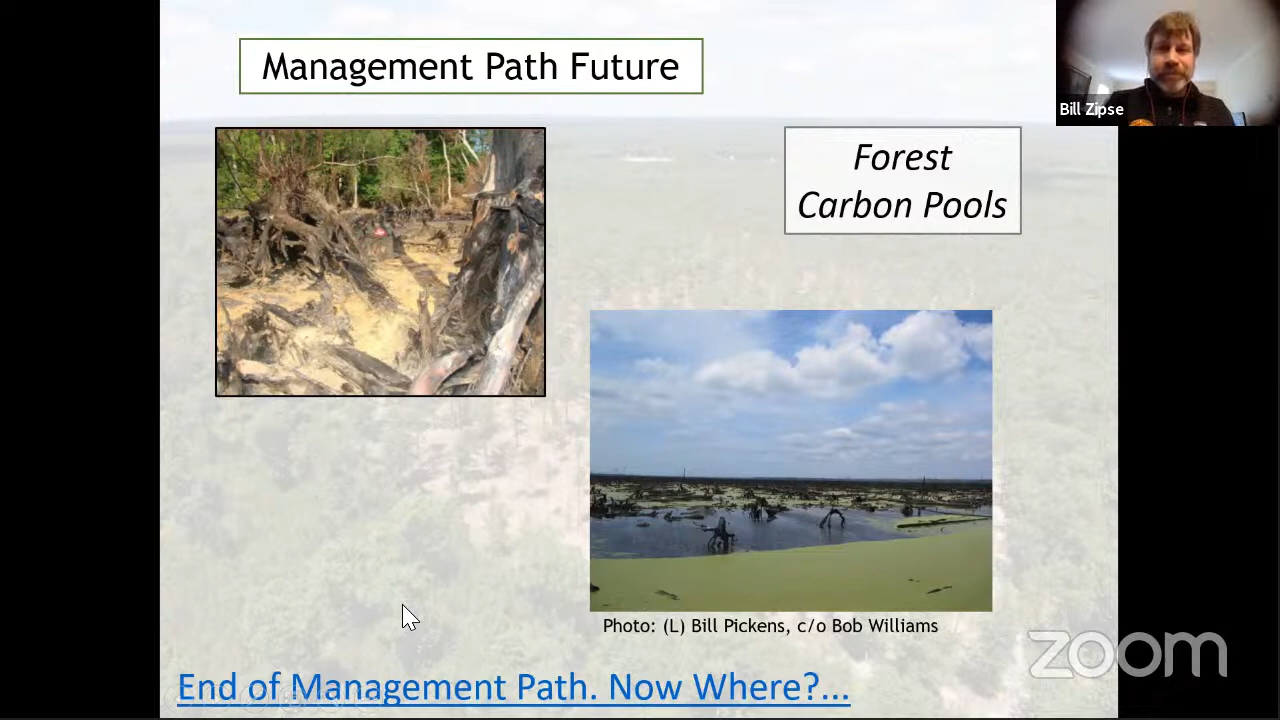 Management Path Future
Bill Zipse
Forest
Carbon Pools
Photo: (L) Bill Pickens, c/o Bob Williams
zoom
End of Management Path. Now Where?...